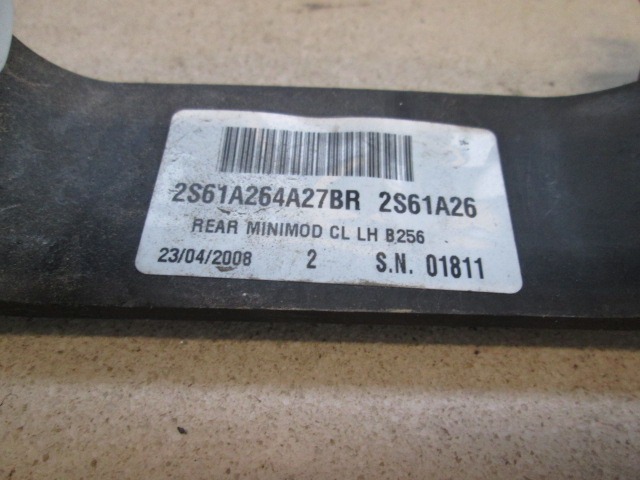 2S61A264A27BR 2S61A26
REAR MINIMOD CL LH B256
23/04/2008 2 S.N. 01811